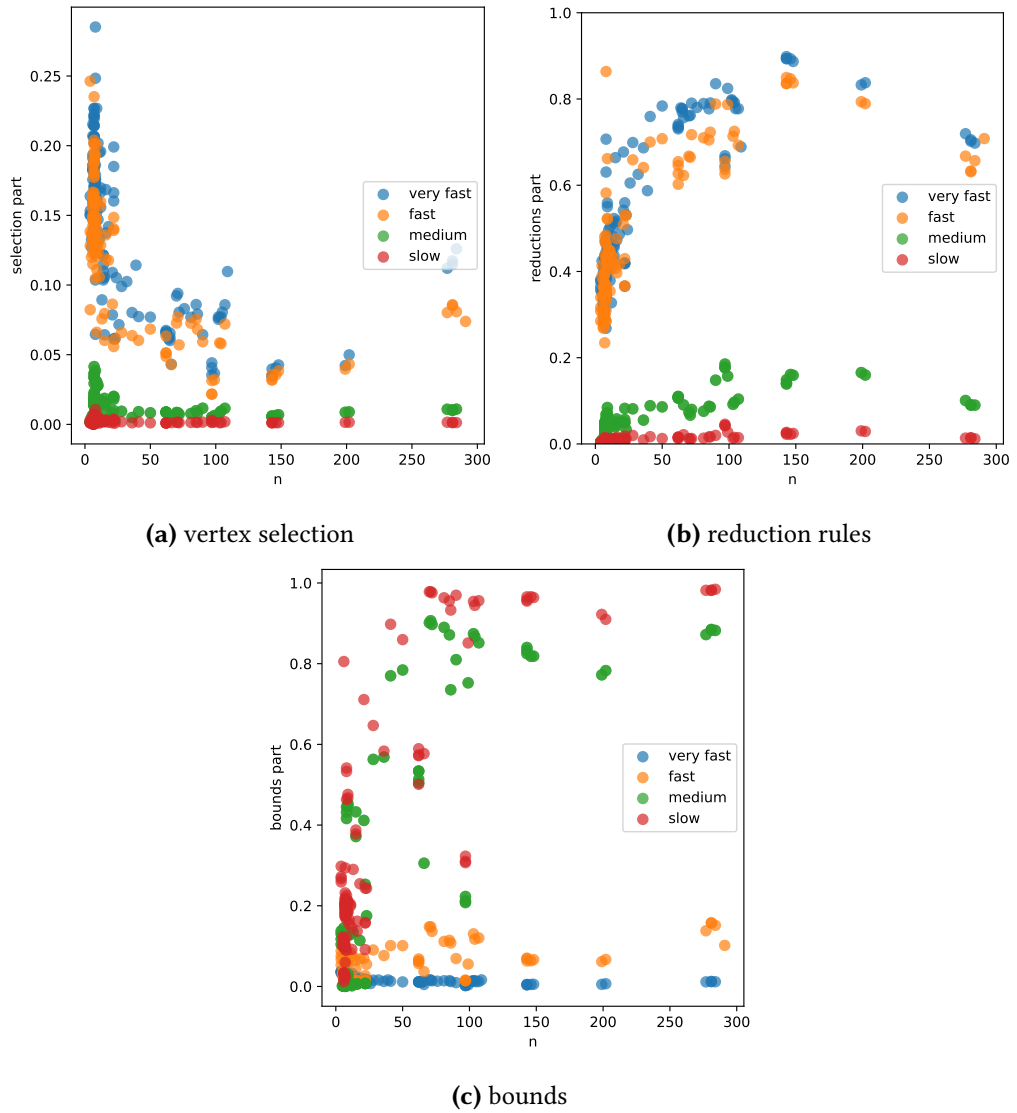 selection part
0.25
0.20
0.15
0.10
0.05
0.00
very fast
fast
medium
slow
0 50 100 150 200 250 300
n
(a) vertex selection
reductions part
1.0
0.8
0.6
0.4
0.2
0.0
very fast
fast
medium
slow
0 50 100 150 200 250 300
n
(b) reduction rules
bounds part
1.0
0.8
0.6
0.4
0.2
0.0
very fast
fast
medium
slow
0 50 100 150 200 250 300
n
(c) bounds